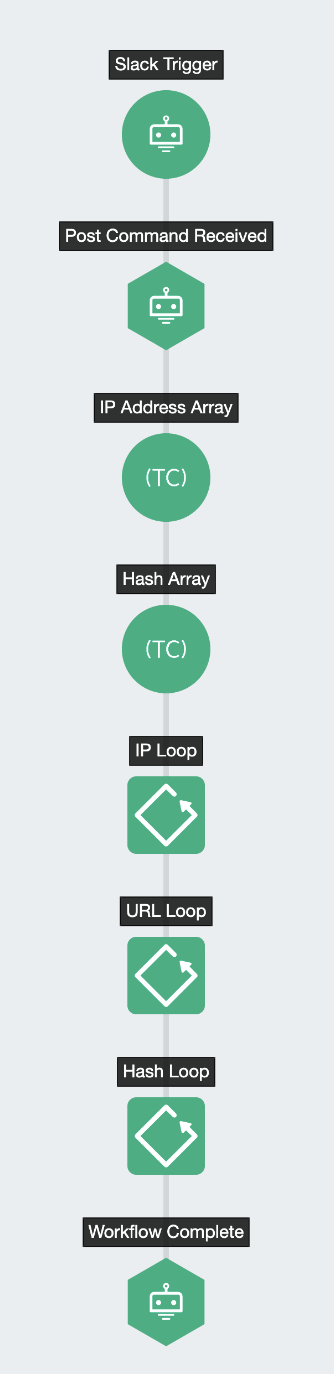 Slack Trigger
Post Command Received
IP Address Array
(TC)
Hash Array
(TC)
IP Loop
URL Loop
Hash Loop
Workflow Complete